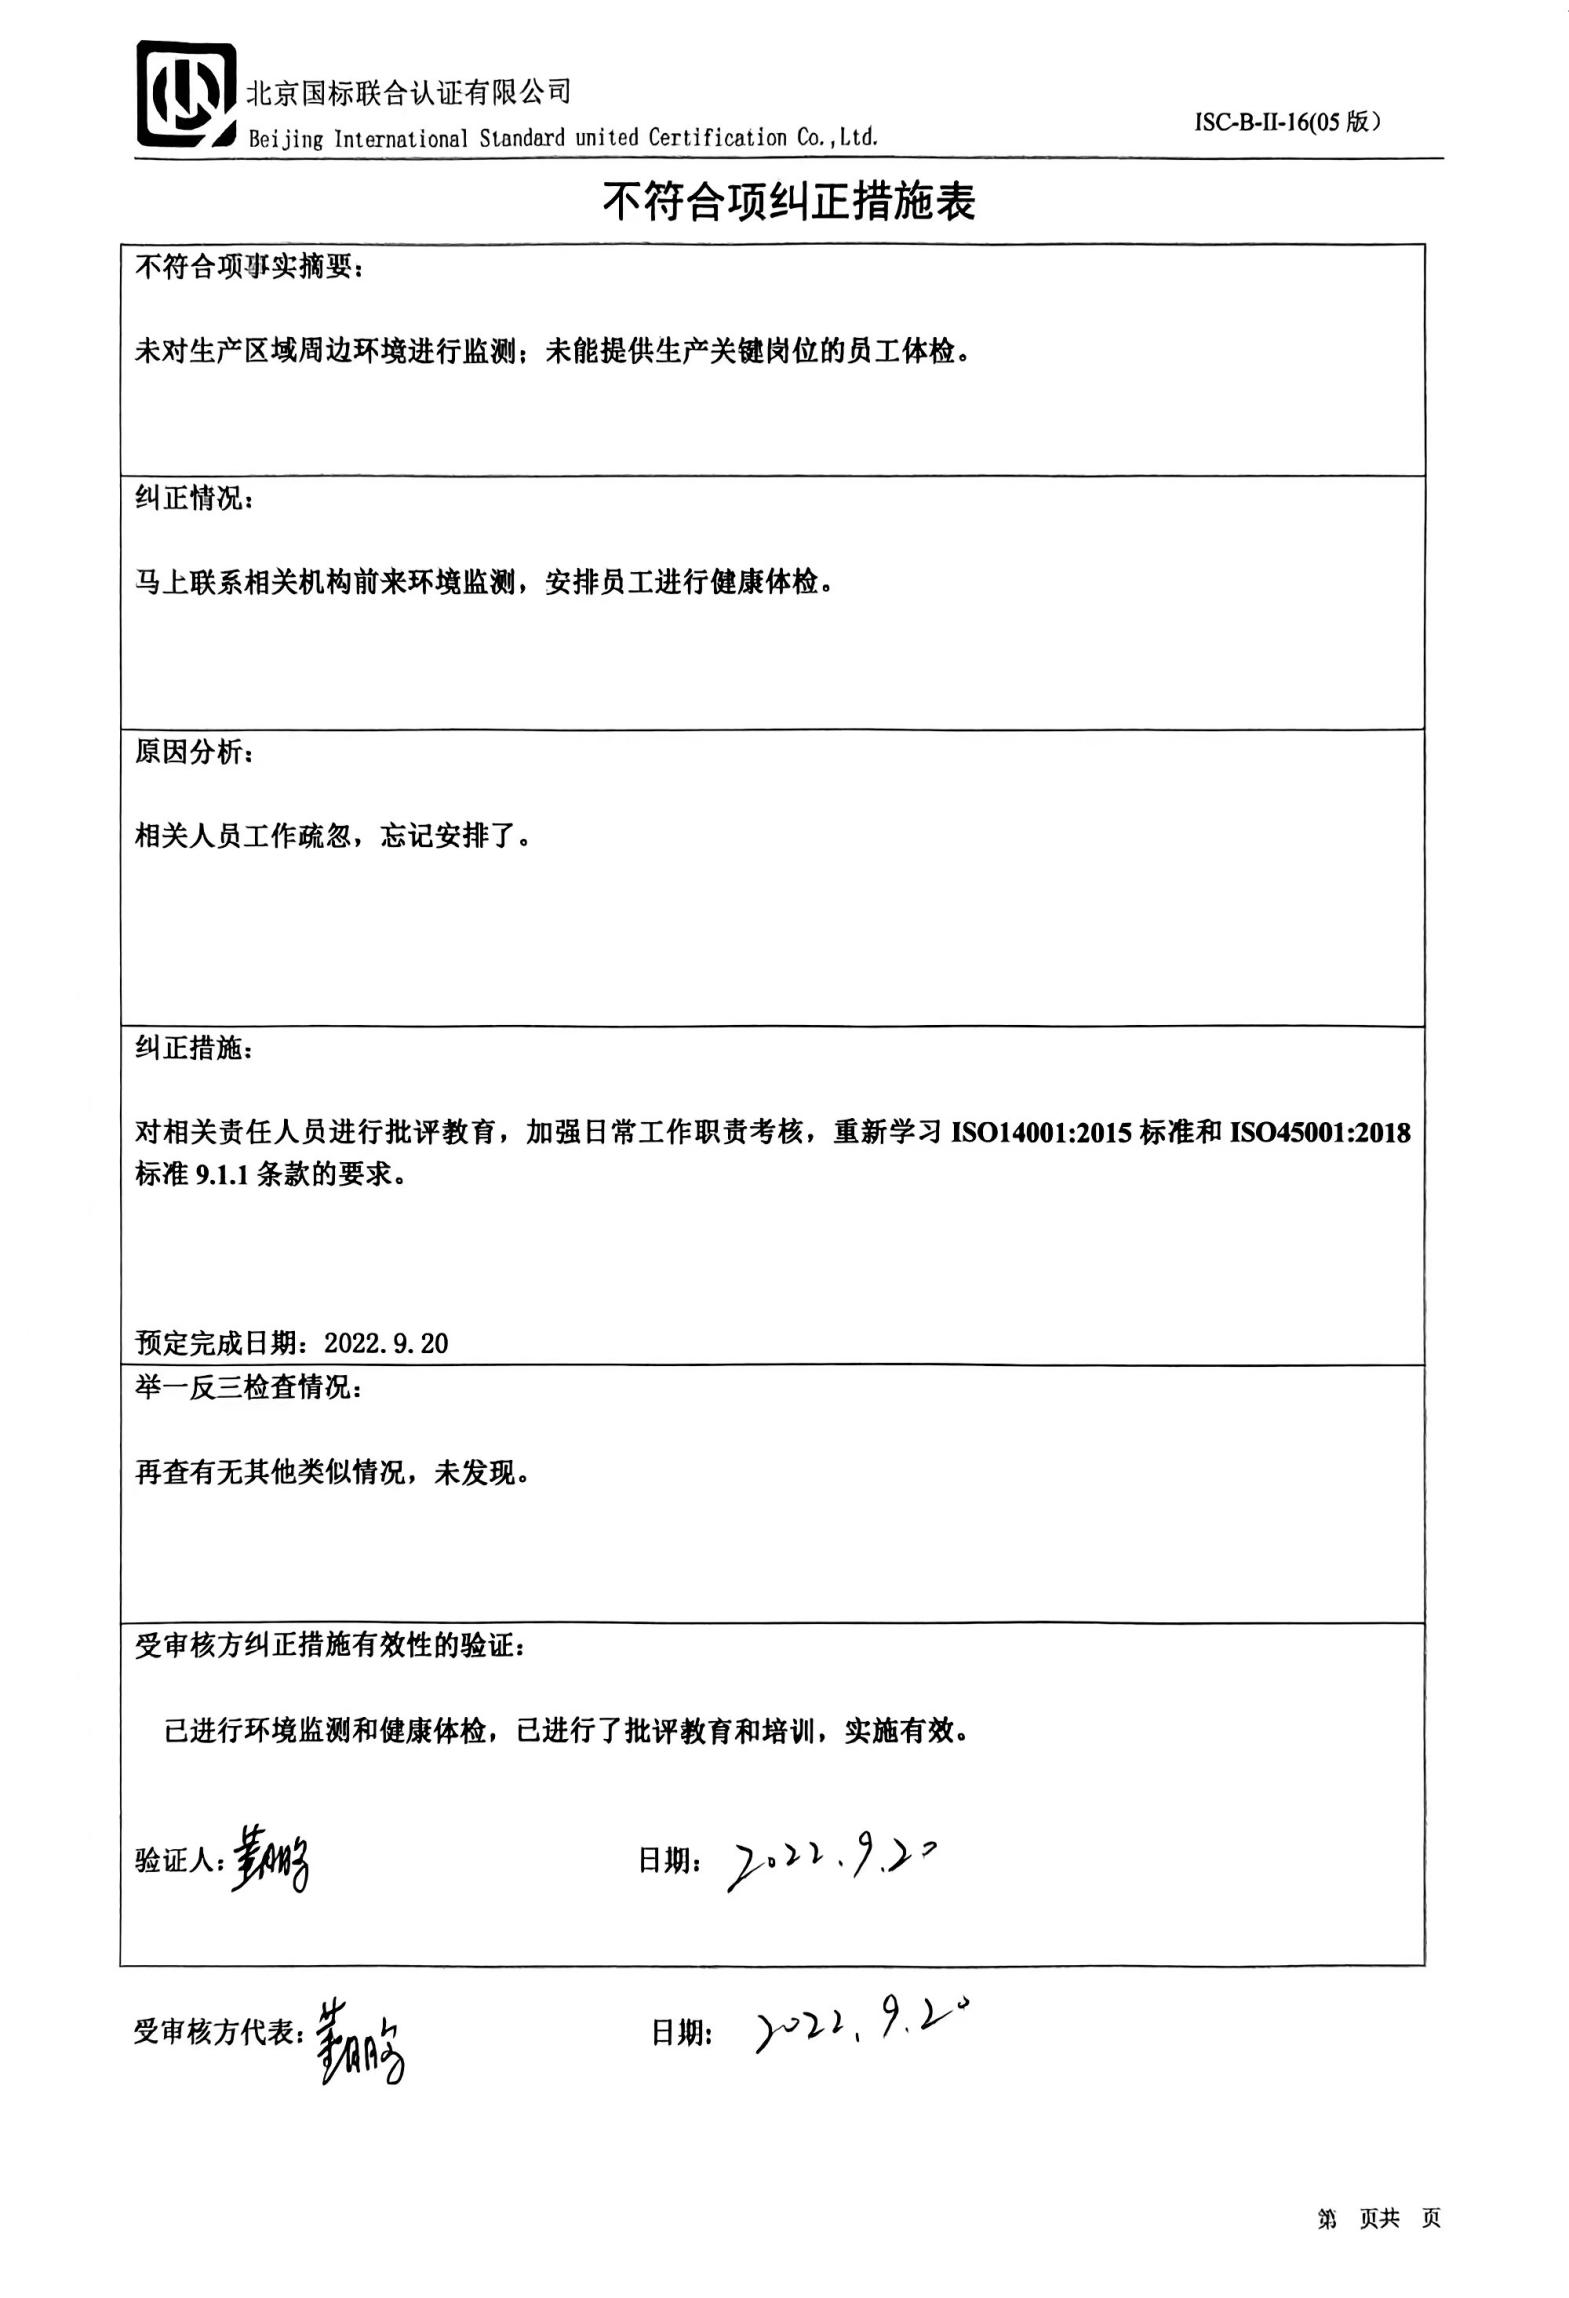 北京国标联合认证有限公司
Beijing International Standard united Certification Co.,Ltd.
ISC-B-II-16(05 版）
不符合项纠正措施表
不符合项事实摘要：
未对生产区域周边环境进行监测；未能提供生产关键岗位的员工体检。
纠正情况：
马上联系相关机构前来环境监测，安排员工进行健康体检。
原因分析：
相关人员工作疏忽，忘记安排了。
纠正措施：
对相关责任人员进行批评教育，加强日常工作职责考核，重新学习 ISO14001:2015 标准和 ISO45001:2018
标准 9.1.1 条款的要求。
预定完成日期：2022.9.20
举一反三检查情况：
再查有无其他类似情况，未发现。
受审核方纠正措施有效性的验证：
已进行环境监测和健康体检，已进行了批评教育和培训，实施有效。
验证人： 日期： 2022.9.20
受审核方代表： 日期： 2022.9.20
第 页共 页